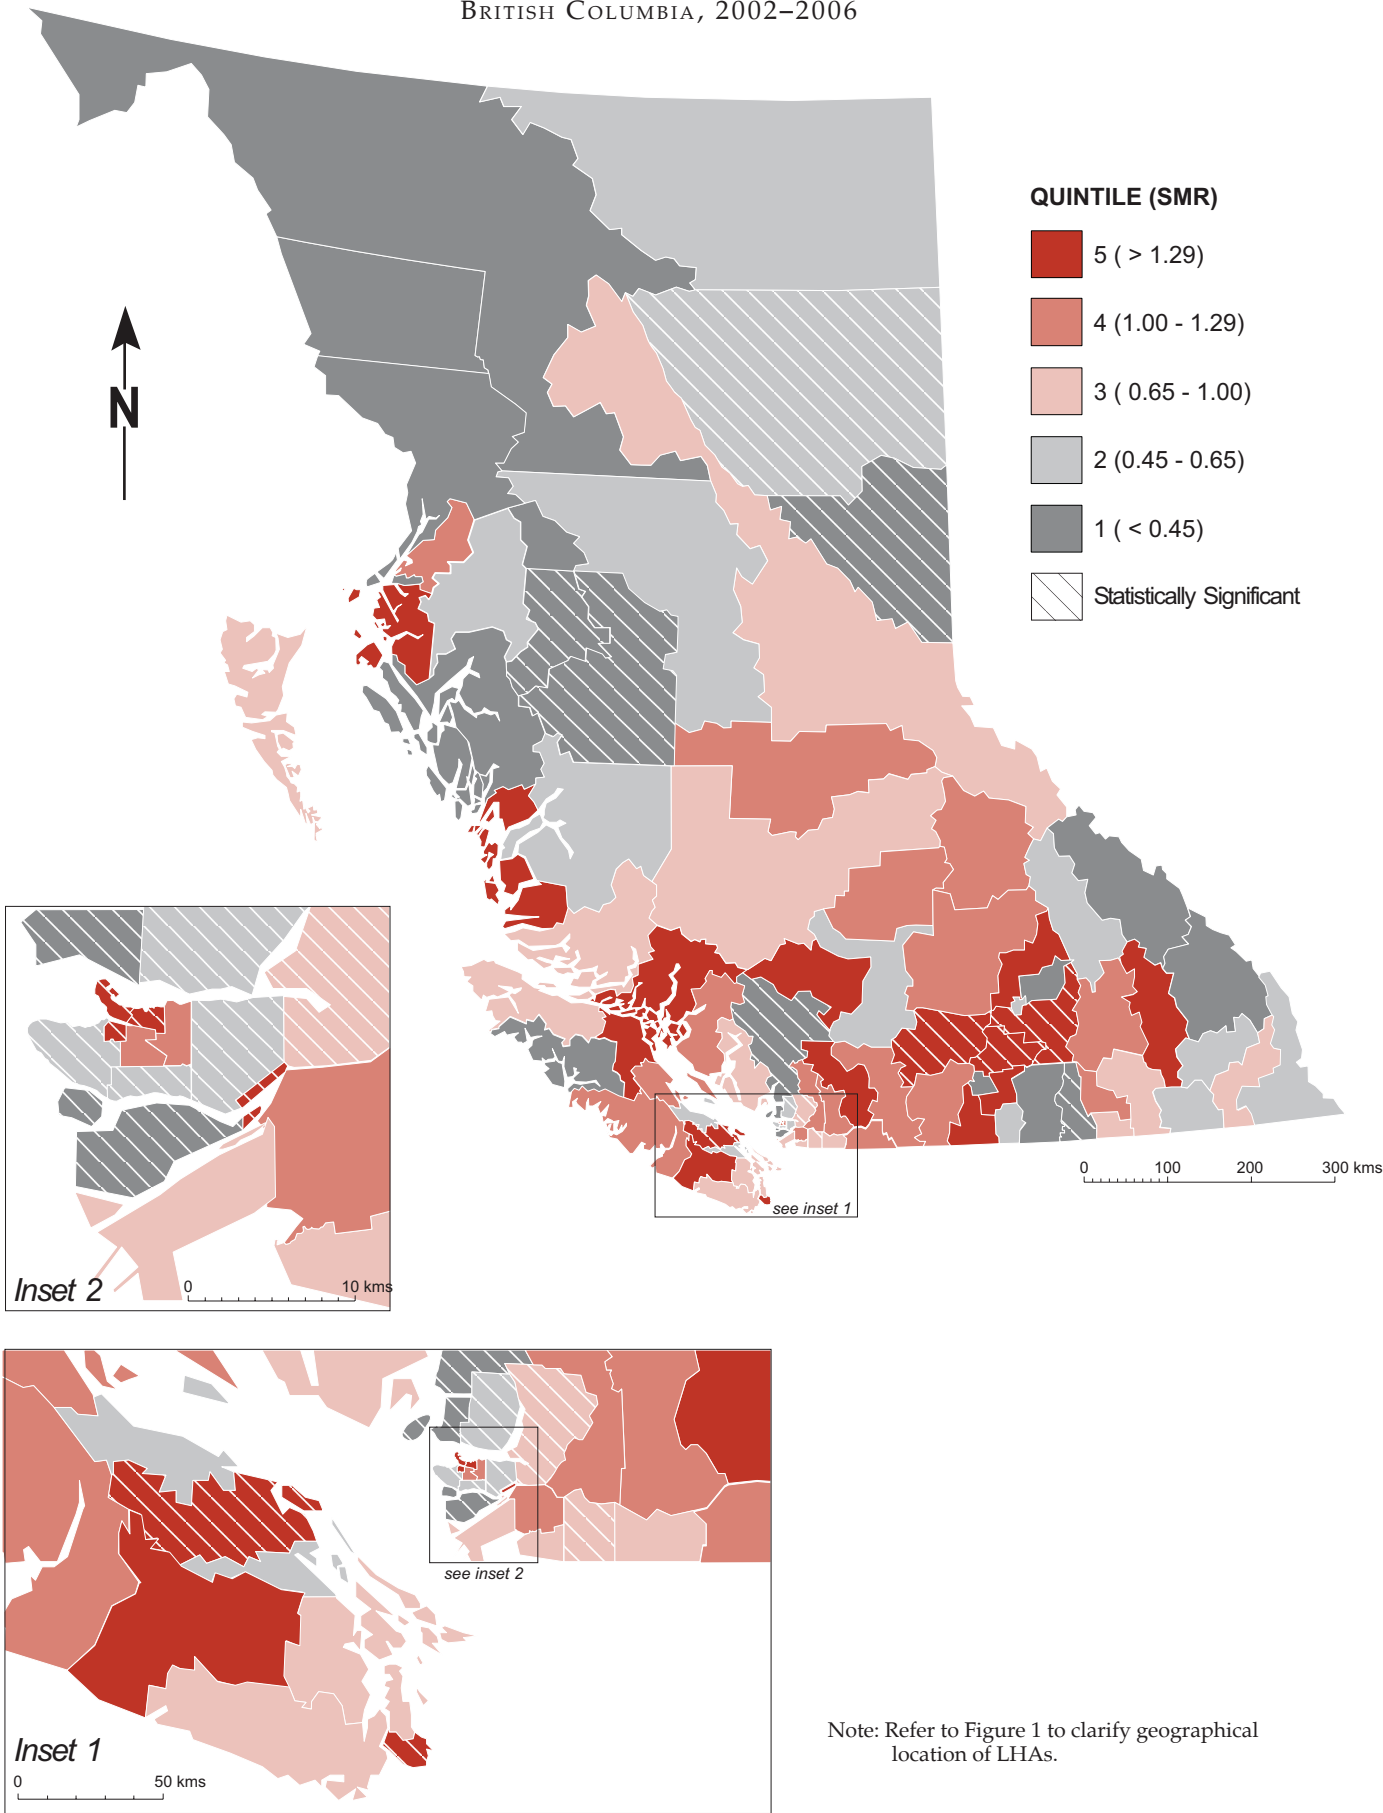 BRITISH COLUMBIA, 2002–2006
QUINTILE (SMR)
5 ( > 1.29)
4 (1.00 - 1.29)
3 ( 0.65 - 1.00)
2 (0.45 - 0.65)
1 ( < 0.45)
Statistically Significant
N
0 100 200 300 kms
see inset 1
Inset 2
0 10 kms
see inset 2
Inset 1
0 50 kms
Note: Refer to Figure 1 to clarify geographical
location of LHAs.